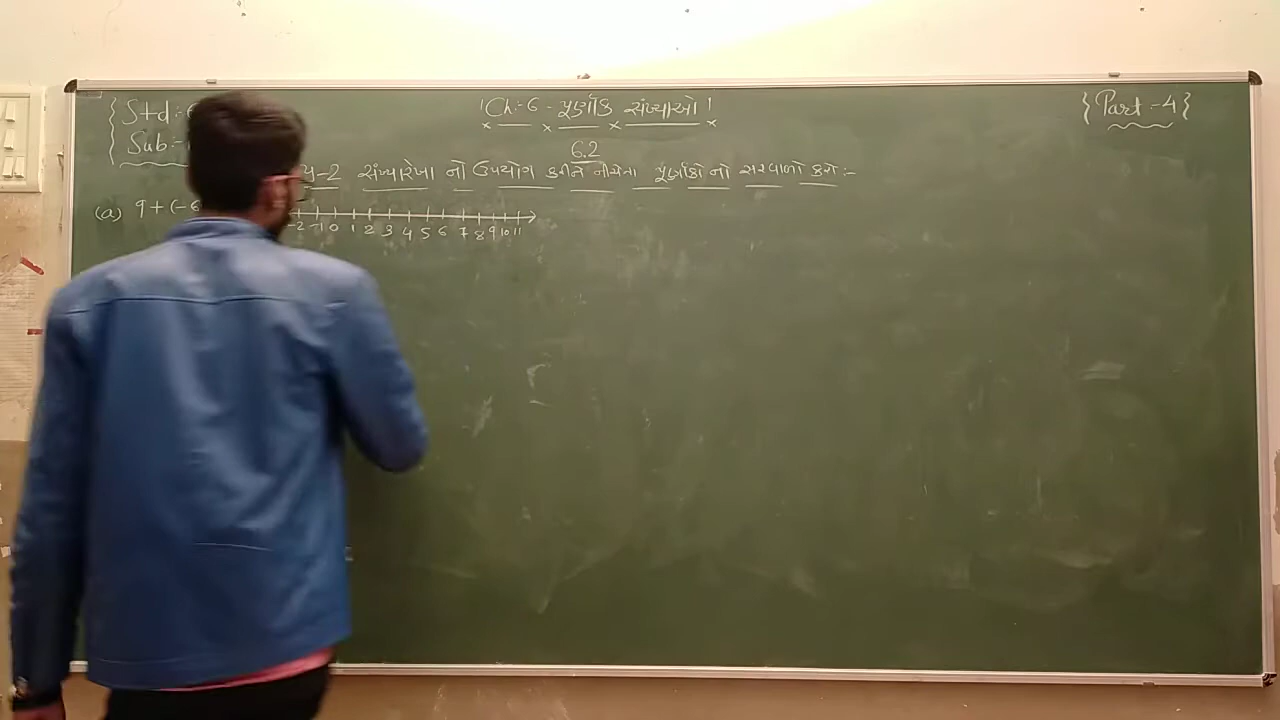 { Std:-
'Ch:-6 - પૂર્ણાંક સંખ્યાઓ'
{Part:-4}
{ Sub:-
6.2
-2 સંખ્યારેખા નો ઉપયોગ કરીને નીચેના પૂર્ણાંકો નો સરવાળો કરો:-
(a) 9+(-6
-2 -1 0 1 2 3 4 5 6 7 8 9 10 11